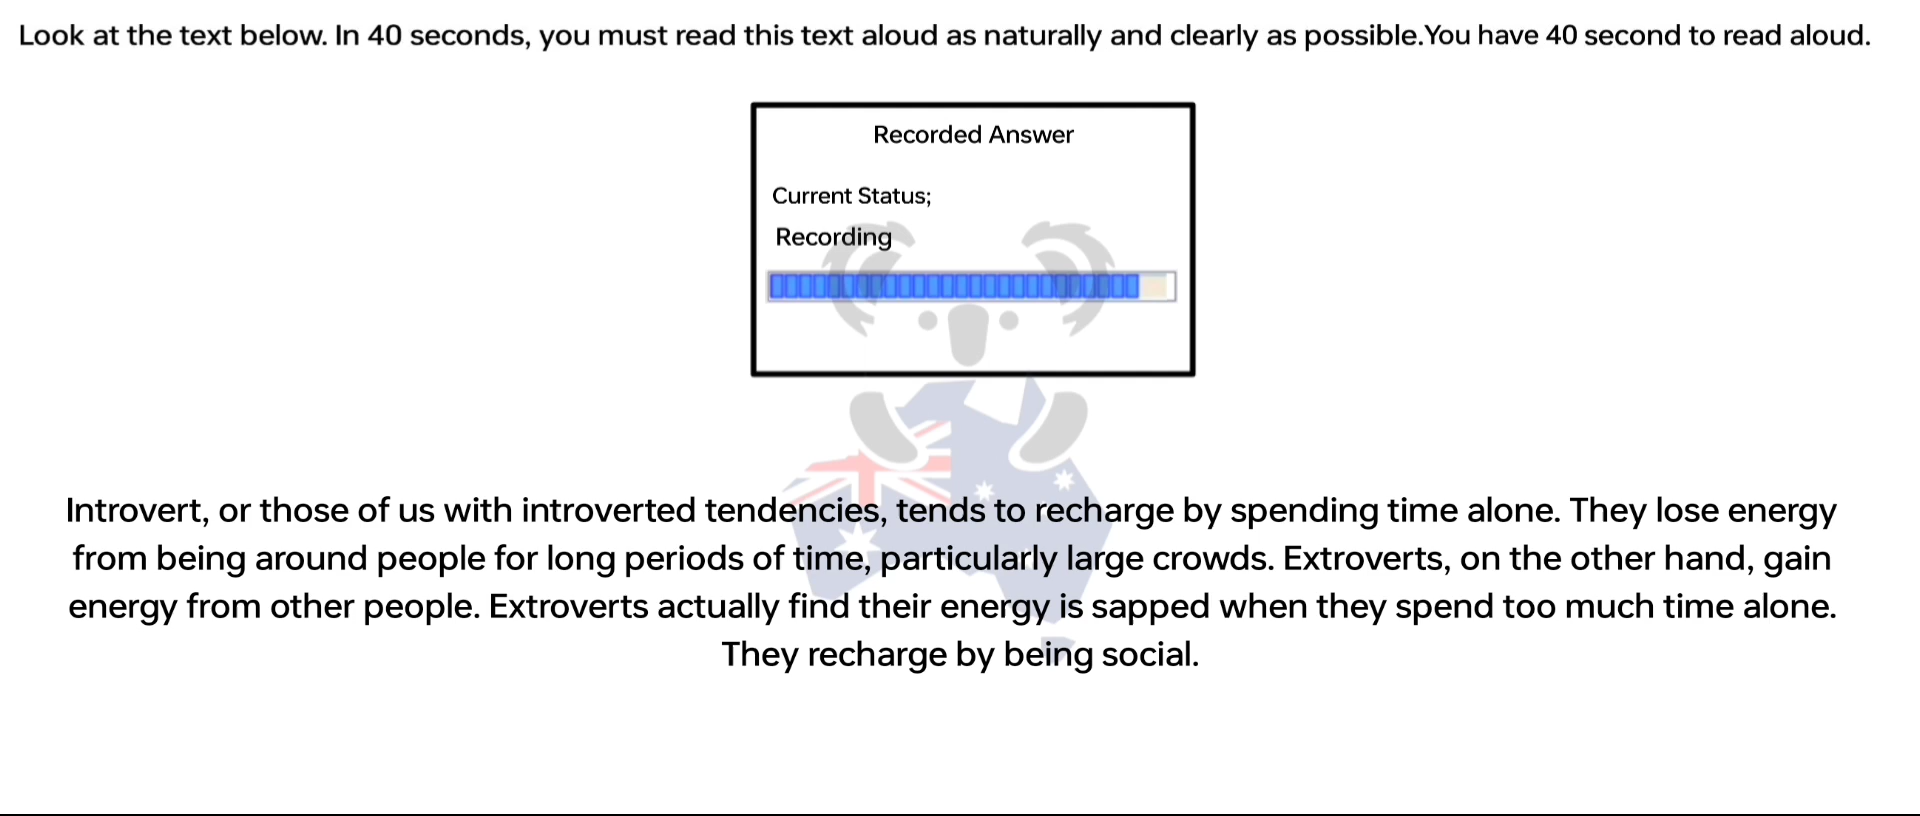 Look at the text below. In 40 seconds, you must read this text aloud as naturally and clearly as possible.You have 40 second to read aloud.
Recorded Answer
Current Status;
Recording
Introvert, or those of us with introverted tendencies, tends to recharge by spending time alone. They lose energy
from being around people for long periods of time, particularly large crowds. Extroverts, on the other hand, gain
energy from other people. Extroverts actually find their energy is sapped when they spend too much time alone.
They recharge by being social.